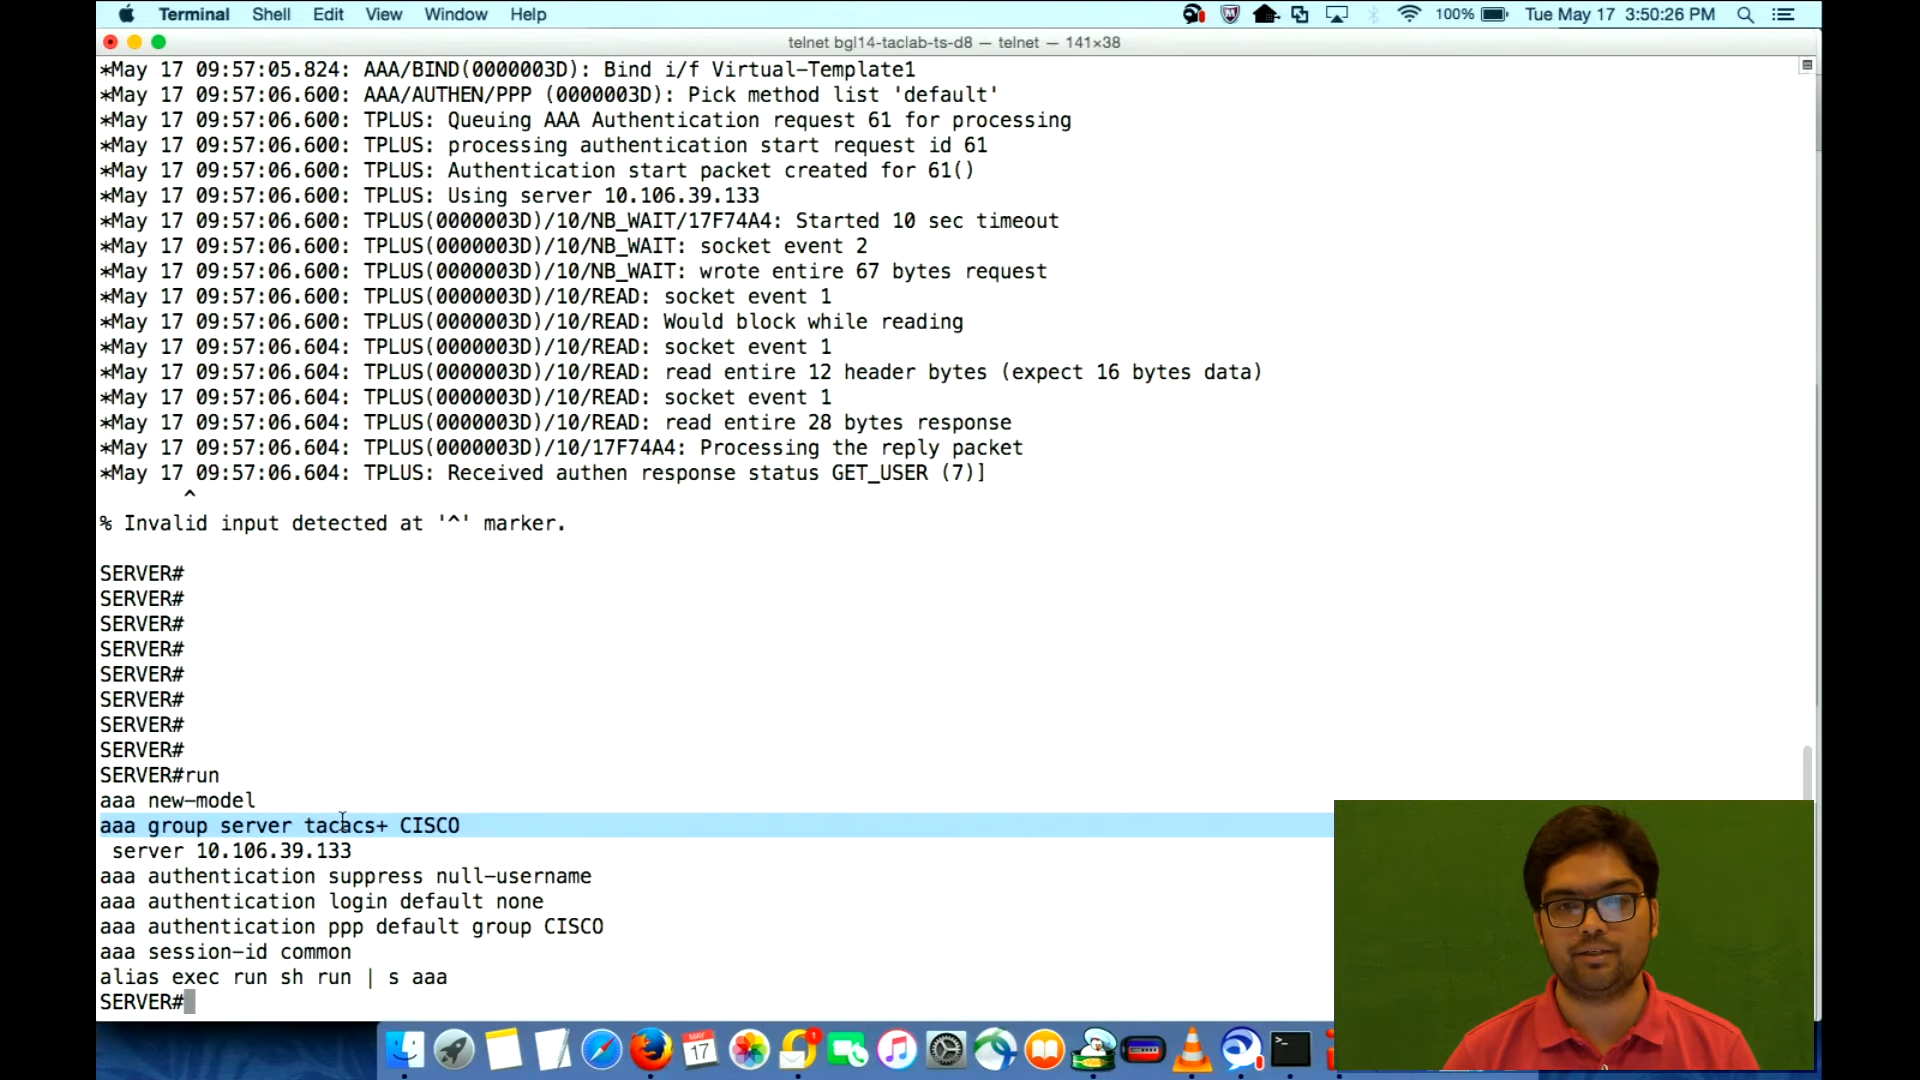 Terminal Shell Edit View Window Help 100% Tue May 17 3:50:26 PM
telnet bgl14-taclab-ts-d8 — telnet — 141×38
*May 17 09:57:05.824: AAA/BIND(0000003D): Bind i/f Virtual-Template1
*May 17 09:57:06.600: AAA/AUTHEN/PPP (0000003D): Pick method list 'default'
*May 17 09:57:06.600: TPLUS: Queuing AAA Authentication request 61 for processing
*May 17 09:57:06.600: TPLUS: processing authentication start request id 61
*May 17 09:57:06.600: TPLUS: Authentication start packet created for 61()
*May 17 09:57:06.600: TPLUS: Using server 10.106.39.133
*May 17 09:57:06.600: TPLUS(0000003D)/10/NB_WAIT/17F74A4: Started 10 sec timeout
*May 17 09:57:06.600: TPLUS(0000003D)/10/NB_WAIT: socket event 2
*May 17 09:57:06.600: TPLUS(0000003D)/10/NB_WAIT: wrote entire 67 bytes request
*May 17 09:57:06.600: TPLUS(0000003D)/10/READ: socket event 1
*May 17 09:57:06.600: TPLUS(0000003D)/10/READ: Would block while reading
*May 17 09:57:06.604: TPLUS(0000003D)/10/READ: socket event 1
*May 17 09:57:06.604: TPLUS(0000003D)/10/READ: read entire 12 header bytes (expect 16 bytes data)
*May 17 09:57:06.604: TPLUS(0000003D)/10/READ: socket event 1
*May 17 09:57:06.604: TPLUS(0000003D)/10/READ: read entire 28 bytes response
*May 17 09:57:06.604: TPLUS(0000003D)/10/17F74A4: Processing the reply packet
*May 17 09:57:06.604: TPLUS: Received authen response status GET_USER (7)]
^
% Invalid input detected at '^' marker.
SERVER#
SERVER#
SERVER#
SERVER#
SERVER#
SERVER#
SERVER#
SERVER#
SERVER#run
aaa new-model
aaa group server tacacs+ CISCO
server 10.106.39.133
aaa authentication suppress null-username
aaa authentication login default none
aaa authentication ppp default group CISCO
aaa session-id common
alias exec run sh run | s aaa
SERVER#
MAY
17
1